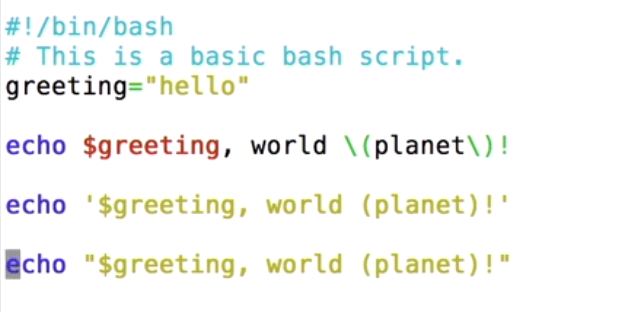 #!/bin/bash
# This is a basic bash script.
greeting="hello"
echo $greeting, world \(planet\)!
echo '$greeting, world (planet)!'
echo "$greeting, world (planet)!"